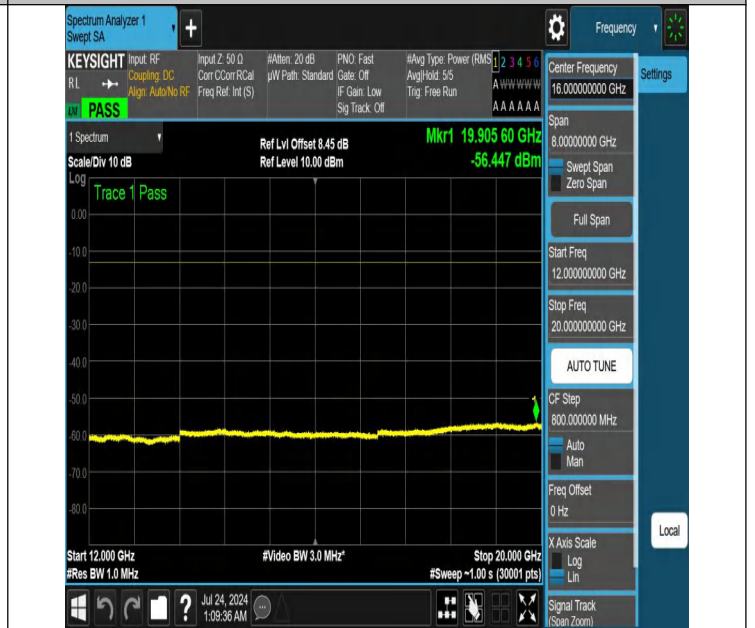 Spectrum Analyzer 1
Swept SA
+
Frequency
KEYSIGHT
Input: RF
Input Z: 50 Ω
#Atten: 20 dB
PNO: Fast
#Avg Type: Power (RMS
1 2 3 4 5 6
RL
Coupling: DC
Corr CCorr RCal
µW Path: Standard
Gate: Off
Avg|Hold: 5/5
A W W W W W
Align: Auto/No RF
Freq Ref: Int (S)
IF Gain: Low
Trig: Free Run
Sig Track: Off
A A A A A A
PASS
1 Spectrum
Ref Lvl Offset 8.45 dB
Mkr1 19.905 60 GHz
Scale/Div 10 dB
Ref Level 10.00 dBm
-56.447 dBm
Log
Trace 1 Pass
0.00
-10.0
-20.0
-30.0
-40.0
-50.0
-60.0
-70.0
-80.0
1
Start 12.000 GHz
#Video BW 3.0 MHz*
Stop 20.000 GHz
#Res BW 1.0 MHz
#Sweep ~1.00 s (30001 pts)
Center Frequency
16.00000000 GHz
Settings
Span
8.00000000 GHz
Swept Span
Zero Span
Full Span
Start Freq
12.000000000 GHz
Stop Freq
20.000000000 GHz
AUTO TUNE
CF Step
800.000000 MHz
Auto
Man
Freq Offset
0 Hz
X Axis Scale
Log
Lin
Local
Signal Track
(Span Zoom)
?
Jul 24, 2024
1:09:36 AM